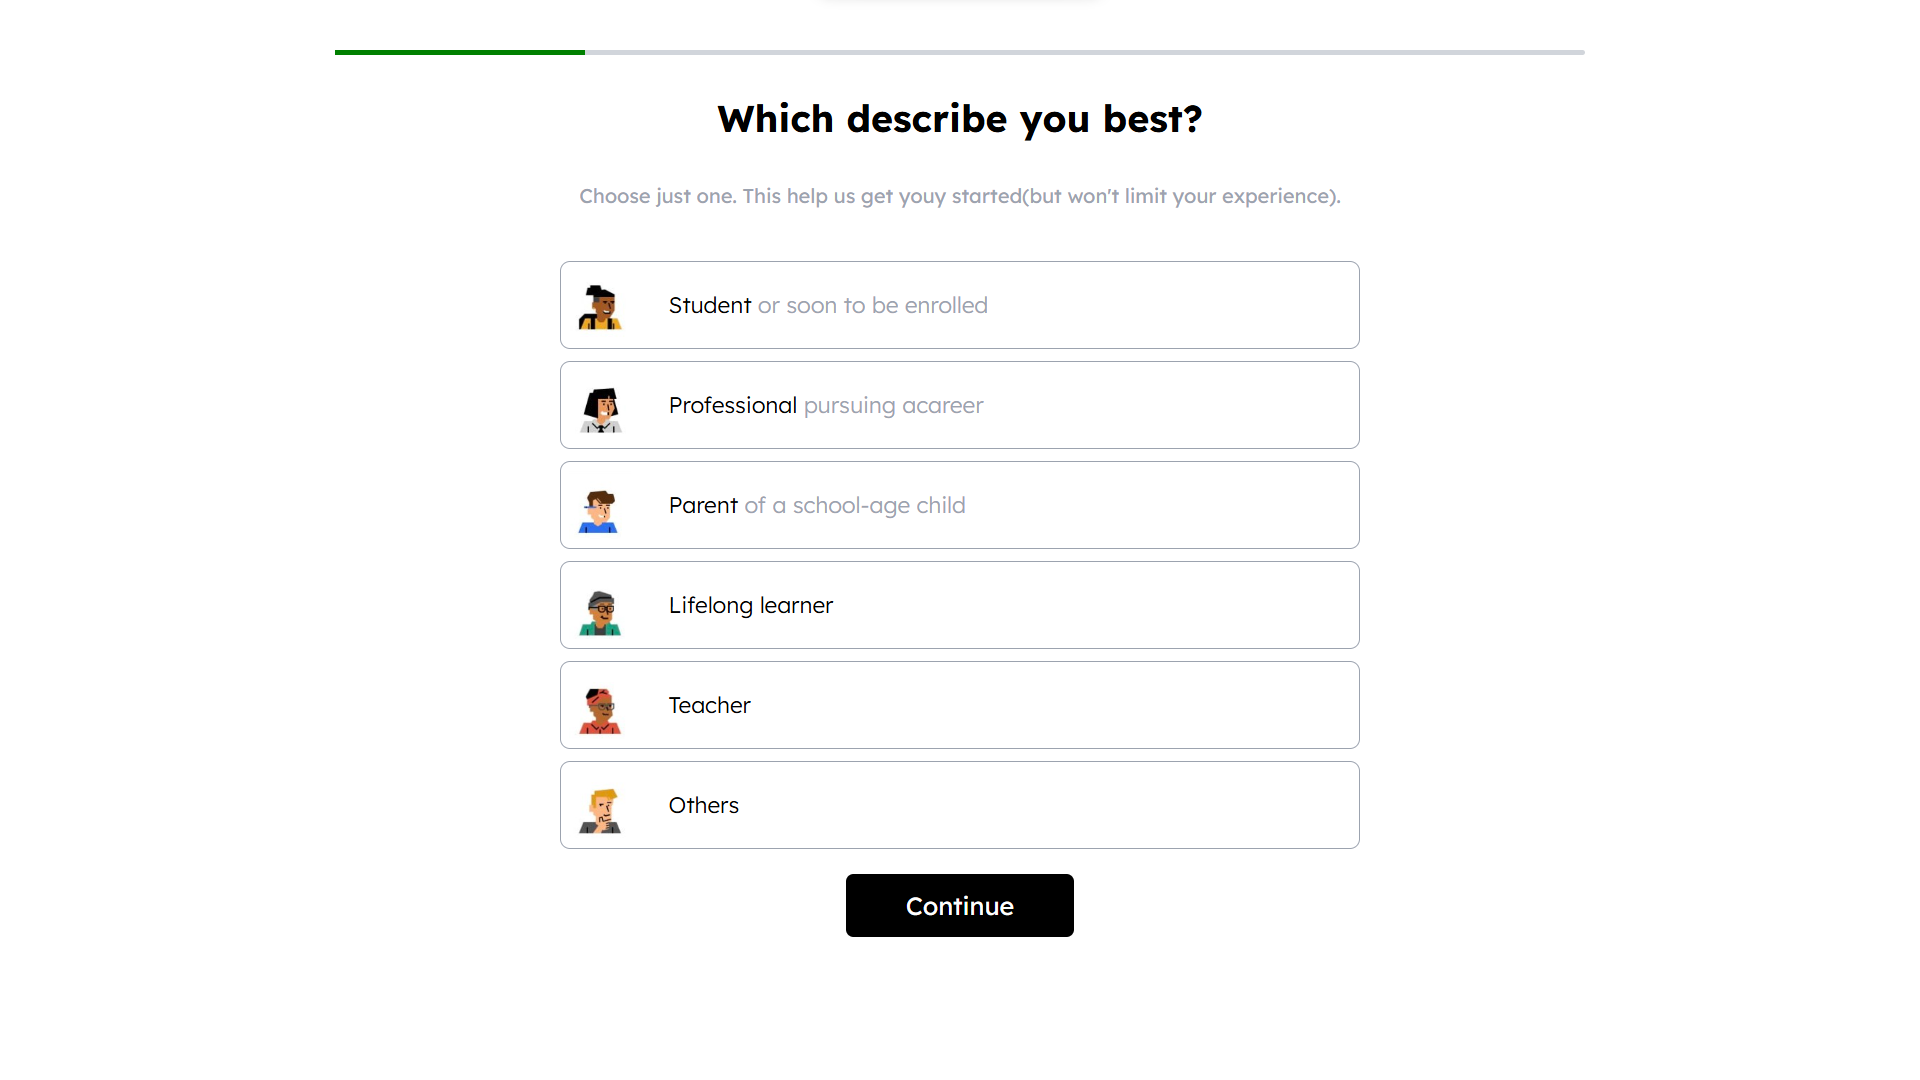 Which describe you best?
Choose just one. This help us get youy started(but won't limit your experience).
Student or soon to be enrolled
Professional pursuing acareer
Parent of a school-age child
Lifelong learner
Teacher
Others
Continue